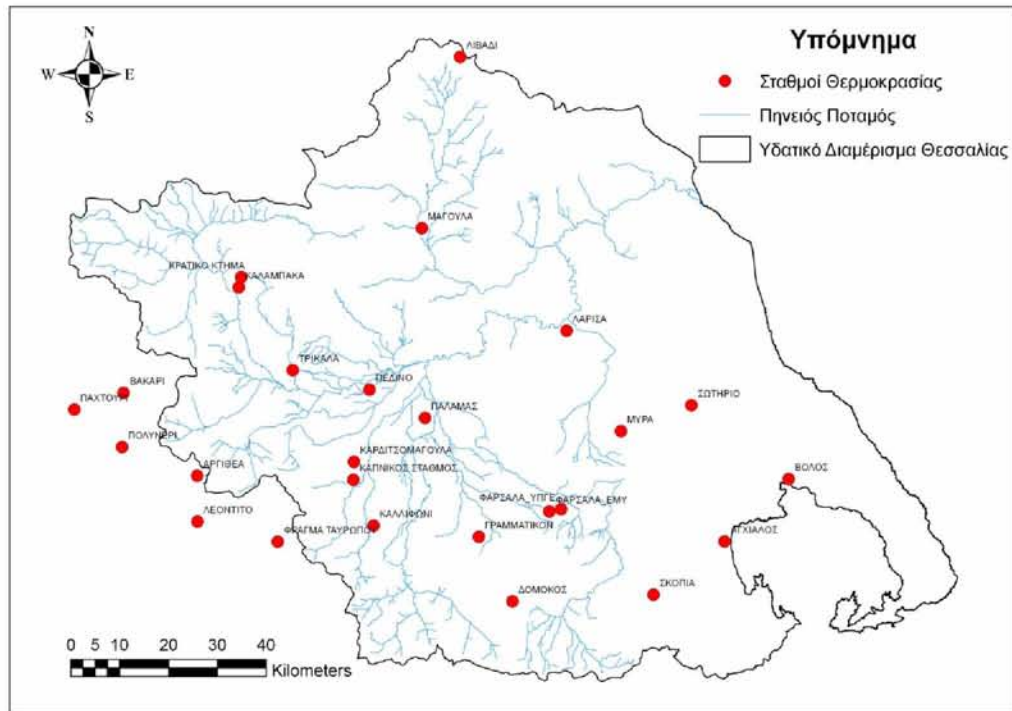 ΛΙΒΑΔΙ
Υπόμνημα
N
W E
S
Σταθμοί Θερμοκρασίας
Πηνειός Ποταμός
Υδατικό Διαμέρισμα Θεσσαλίας
ΜΑΓΟΥΛΑ
ΚΡΑΤΙΚΟ ΚΤΗΜΑ
ΚΑΛΑΜΠΑΚΑ
ΛΑΡΙΣΑ
ΤΡΙΚΑΛΑ
ΠΕΔΙΝΟ
ΒΑΚΑΡΙ
ΠΑΧΤΟΥΡΙ
ΣΩΤΗΡΙΟ
ΠΑΛΑΜΑΣ
ΜΥΡΑ
ΠΟΛΥΝΕΡΙ
ΑΡΓΙΘΕΑ
ΚΑΡΔΙΤΣΟΜΑΓΟΥΛΑ
ΚΑΠΝΙΚΟΣ ΣΤΑΘΜΟΣ
ΒΟΛΟΣ
ΦΑΡΣΑΛΑ_ΥΠΓΕ
ΦΑΡΣΑΛΑ_ΕΜΥ
ΛΕΟΝΤΙΤΟ
ΚΑΛΛΙΦΩΝΙ
ΓΡΑΜΜΑΤΙΚΟΝ
ΦΡΑΓΜΑ ΤΑΥΡΩΠΟΥ
ΑΓΧΙΑΛΟΣ
ΔΟΜΟΚΟΣ
ΣΚΟΠΙΑ
0 5 10 20 30 40
Kilometers